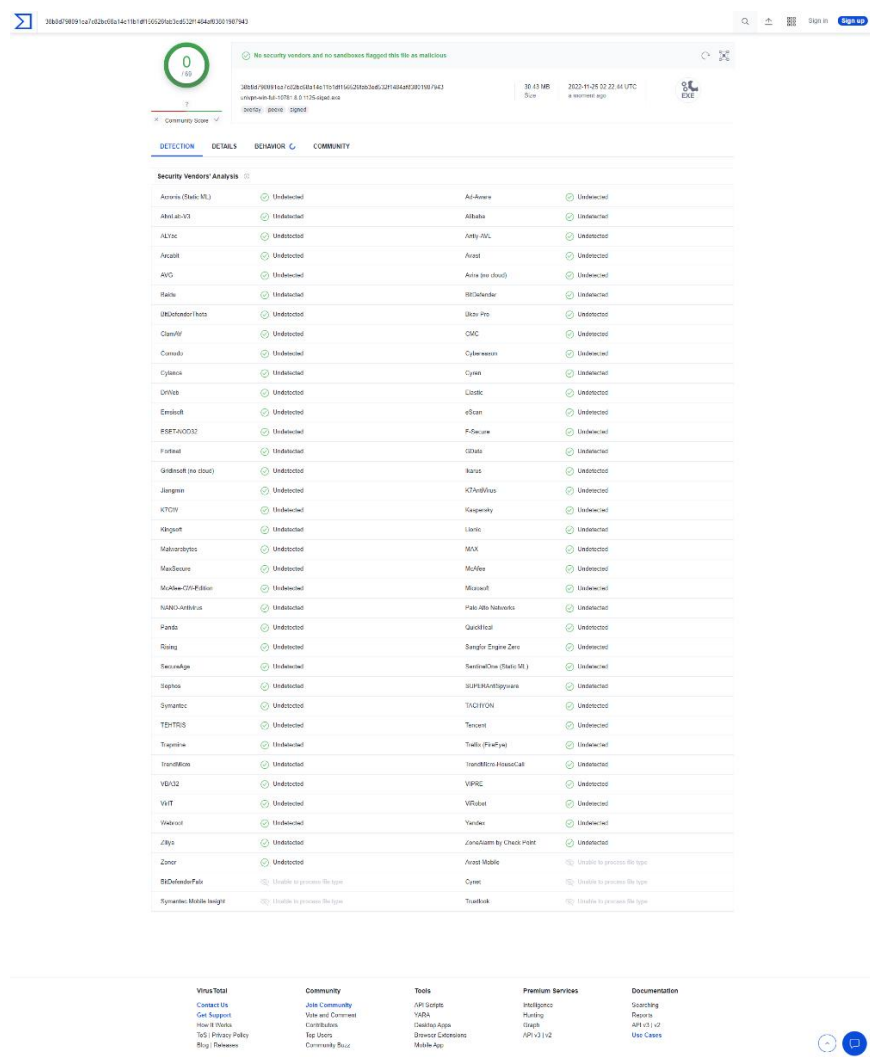 Sign in Sign up
0
/ 69
No security vendors and no sandboxes flagged this file as malicious
30.43 MB
Size
2022-11-25 02:22:44 UTC
a moment ago
EXE
overlay peexe signed
?
Community Score
DETECTION DETAILS BEHAVIOR COMMUNITY
Security Vendors' Analysis
Acronis (Static ML) Undetected Ad-Aware Undetected
AhnLab-V3 Undetected Alibaba Undetected
ALYac Undetected Antiy-AVL Undetected
Arcabit Undetected Avast Undetected
AVG Undetected Avira (no cloud) Undetected
Baidu Undetected BitDefender Undetected
BitDefenderTheta Undetected Bkav Pro Undetected
ClamAV Undetected CMC Undetected
Comodo Undetected Cybereason Undetected
Cylance Undetected Cyren Undetected
DrWeb Undetected Elastic Undetected
Emsisoft Undetected eScan Undetected
ESET-NOD32 Undetected F-Secure Undetected
Fortinet Undetected GData Undetected
Gridinsoft (no cloud) Undetected Ikarus Undetected
Jiangmin Undetected K7AntiVirus Undetected
K7GW Undetected Kaspersky Undetected
Kingsoft Undetected Lionic Undetected
Malwarebytes Undetected MAX Undetected
MaxSecure Undetected McAfee Undetected
McAfee-GW-Edition Undetected Microsoft Undetected
NANO-Antivirus Undetected Palo Alto Networks Undetected
Panda Undetected QuickHeal Undetected
Rising Undetected Sangfor Engine Zero Undetected
SecureAge Undetected SentinelOne (Static ML) Undetected
Sophos Undetected SUPERAntiSpyware Undetected
Symantec Undetected TACHYON Undetected
TEHTRIS Undetected Tencent Undetected
Trapmine Undetected Trellix (FireEye) Undetected
TrendMicro Undetected TrendMicro-HouseCall Undetected
VBA32 Undetected VIPRE Undetected
VirIT Undetected ViRobot Undetected
Webroot Undetected Yandex Undetected
Zillya Undetected ZoneAlarm by Check Point Undetected
Zoner Undetected Avast-Mobile Unable to process file type
BitDefenderFalx Unable to process file type Cynet Unable to process file type
Symantec Mobile Insight Unable to process file type Trustlook Unable to process file type
VirusTotal Community Tools Premium Services Documentation
Contact Us Join Community API Scripts Intelligence Searching
Get Support Vote and Comment YARA Hunting Reports
How It Works Contributors Desktop Apps Graph API v3 | v2
ToS | Privacy Policy Top Users Browser Extensions API v3 | v2 Use Cases
Blog | Releases Community Buzz Mobile App